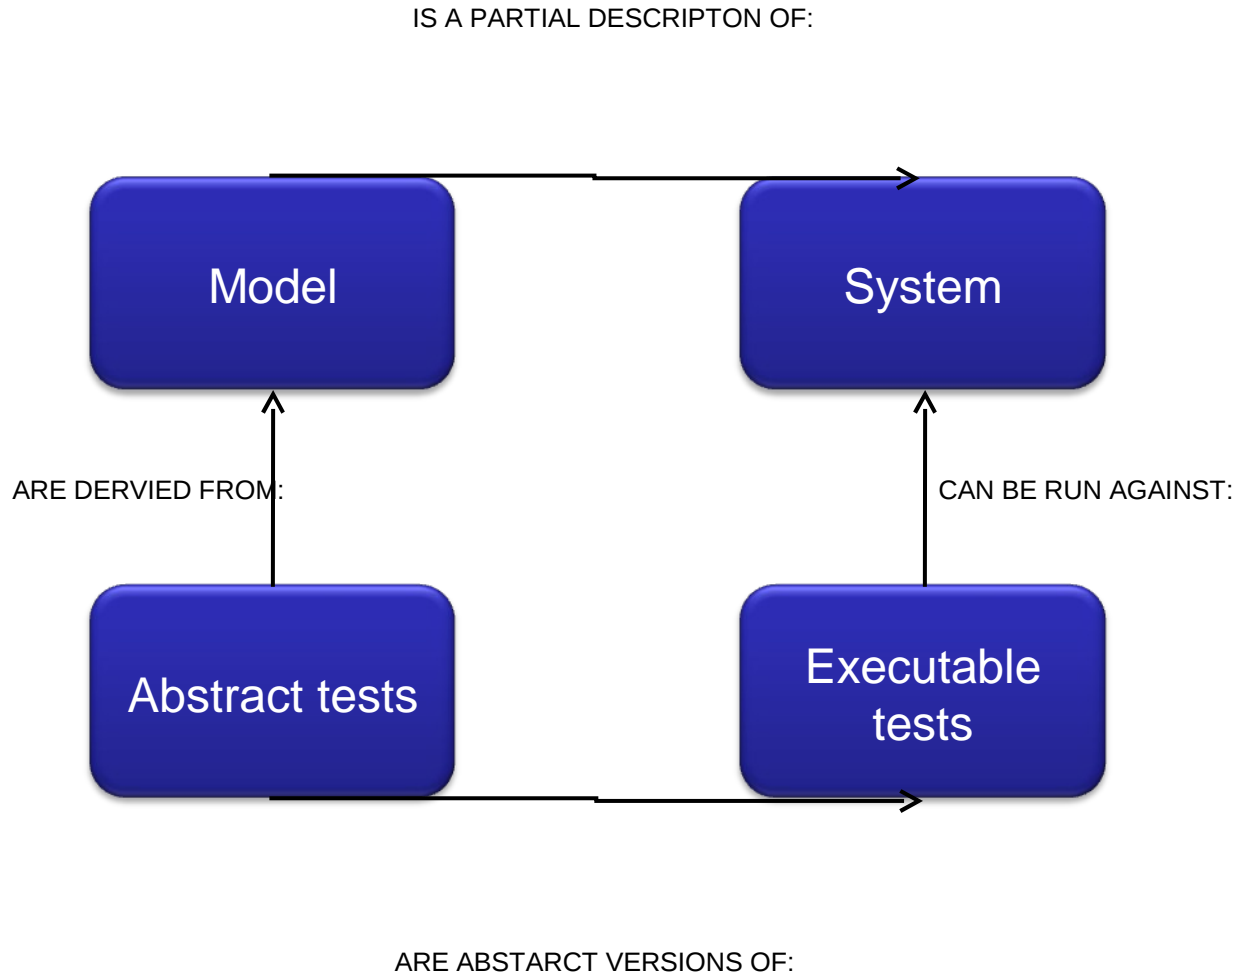 IS A PARTIAL DESCRIPTON OF:
Model
System
ARE DERVIED FROM:
CAN BE RUN AGAINST:
Abstract tests
Executable
tests
ARE ABSTARCT VERSIONS OF: